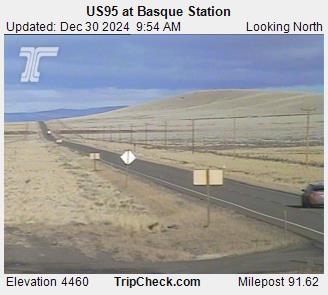 US95 at Basque Station
Updated: Dec 30 2024 9:54 AM
Looking North
Elevation 4460
TripCheck.com
Milepost 91.62